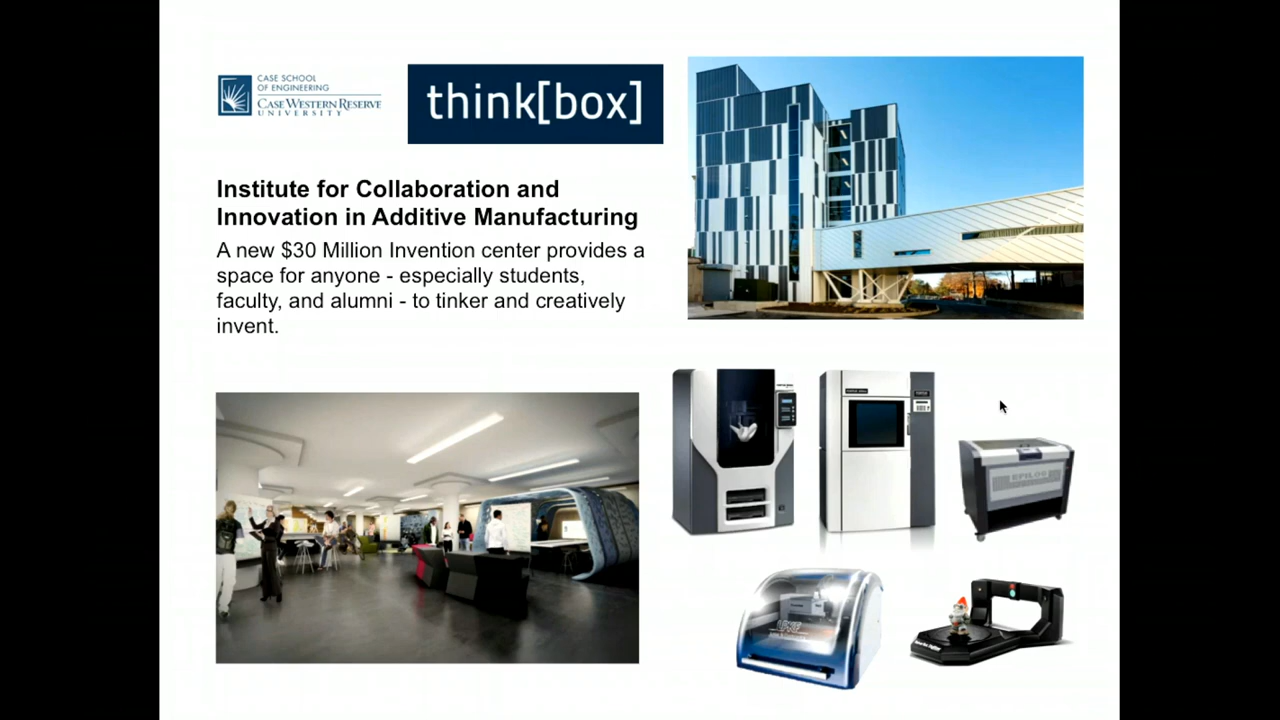 CASE SCHOOL
OF ENGINEERING
CASE WESTERN RESERVE
UNIVERSITY
think[box]
Institute for Collaboration and
Innovation in Additive Manufacturing
A new $30 Million Invention center provides a
space for anyone - especially students,
faculty, and alumni - to tinker and creatively
invent.
EPILOG